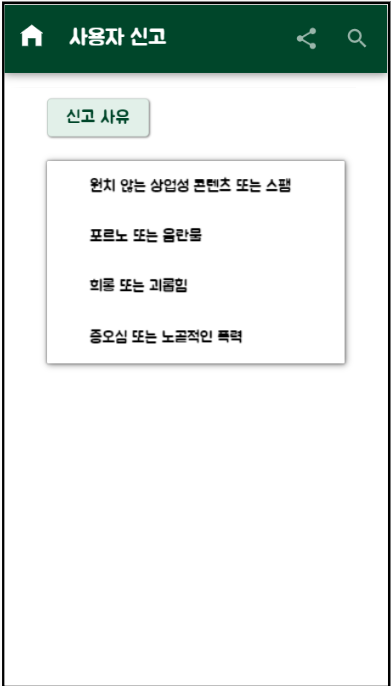 사용자 신고
신고 사유
원치 않는 상업성 콘텐츠 또는 스팸
포르노 또는 음란물
희롱 또는 괴롭힘
증오심 또는 노골적인 폭력